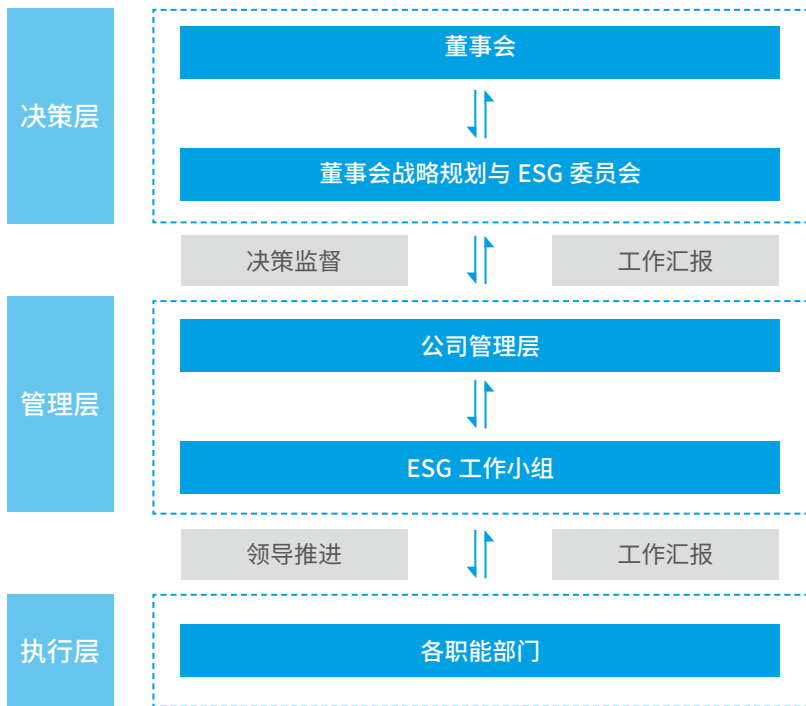 决策层
董事会
董事会战略规划与 ESG 委员会
决策监督
工作汇报
管理层
公司管理层
ESG 工作小组
领导推进
工作汇报
执行层
各职能部门